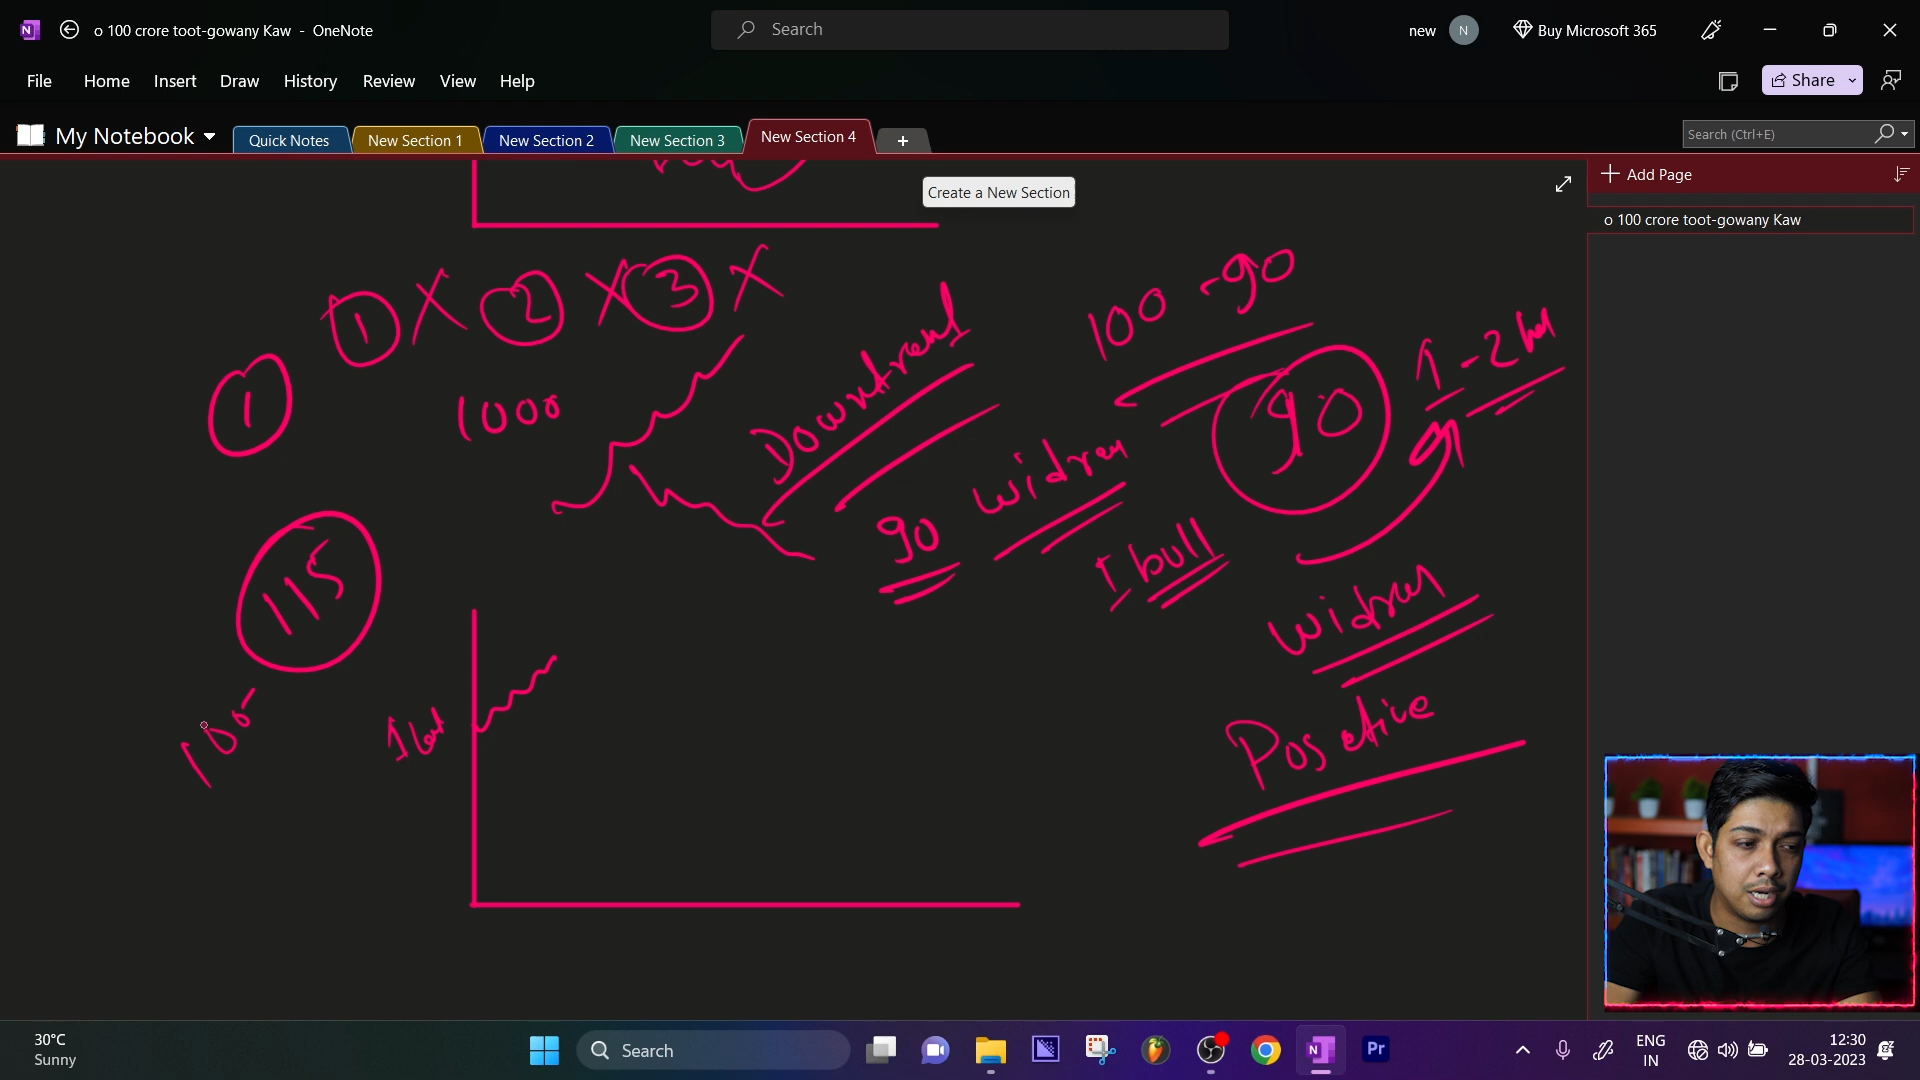 o 100 crore toot-gowany Kaw - OneNote
Search
new
N
Buy Microsoft 365
File Home Insert Draw History Review View Help
Share
My Notebook
Quick Notes
New Section 1
New Section 2
New Section 3
New Section 4
+
Search (Ctrl+E)
Create a New Section
Add Page
o 100 crore toot-gowany Kaw
1 X 2 X 3 X
100 -90
1
1000
Downtrend
90
1 -2
90 widraw
1 bull
115
widraw
100
1
Posetive
30°C
Sunny
Search
Pr
ENG
IN
12:30
28-03-2023